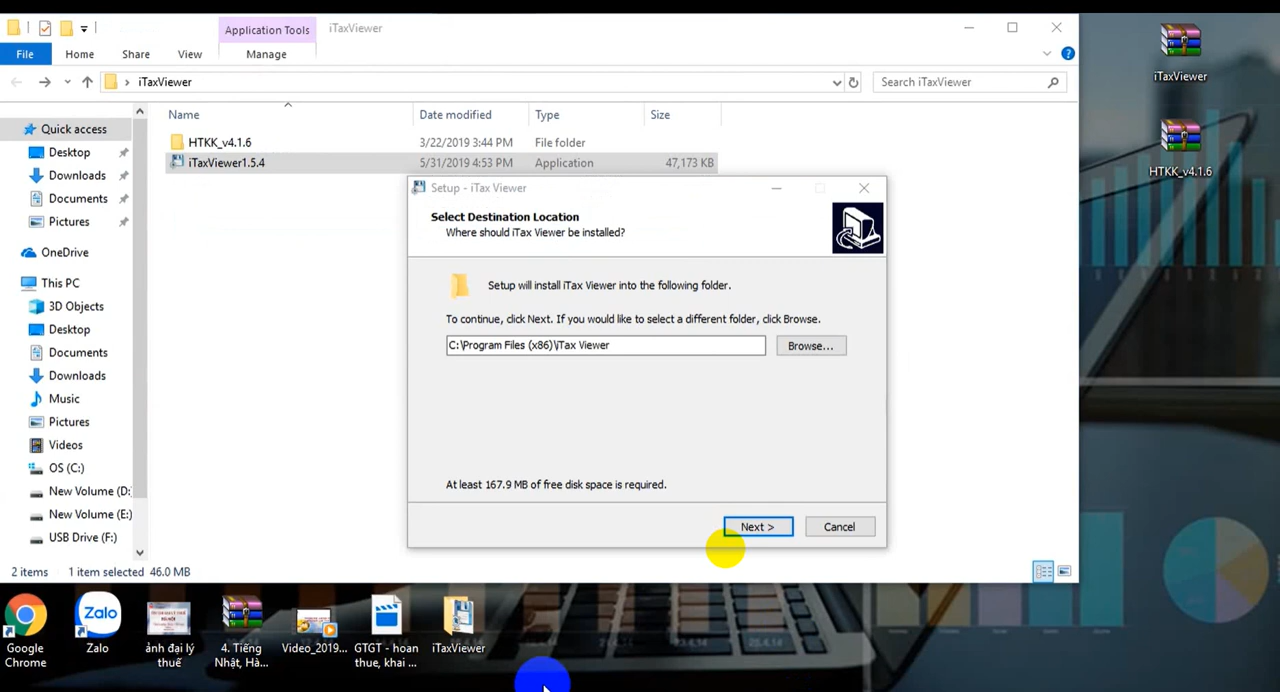 Application Tools
iTaxViewer
File
Home
Share
View
Manage
iTaxViewer
Search iTaxViewer
Name
Date modified
Type
Size
HTKK_v4.1.6
3/22/2019 3:44 PM
File folder
iTaxViewer1.5.4
5/31/2019 4:53 PM
Application
47,173 KB
Quick access
Desktop
Downloads
Documents
Pictures
OneDrive
This PC
3D Objects
Desktop
Documents
Downloads
Music
Pictures
Videos
OS (C:)
New Volume (D:
New Volume (E:)
USB Drive (F:)
2 items
1 item selected 46.0 MB
Setup - iTax Viewer
Select Destination Location
Where should iTax Viewer be installed?
Setup will install iTax Viewer into the following folder.
To continue, click Next. If you would like to select a different folder, click Browse.
C:\Program Files (x86)\iTax Viewer
Browse...
At least 167.9 MB of free disk space is required.
Next >
Cancel
iTaxViewer
HTKK_v4.1.6
Google
Chrome
Zalo
Zalo
ảnh đại lý
thuế
4. Tiếng
Nhật, Hà...
Video_2019...
GTGT - hoan
thue, khai ...
iTaxViewer